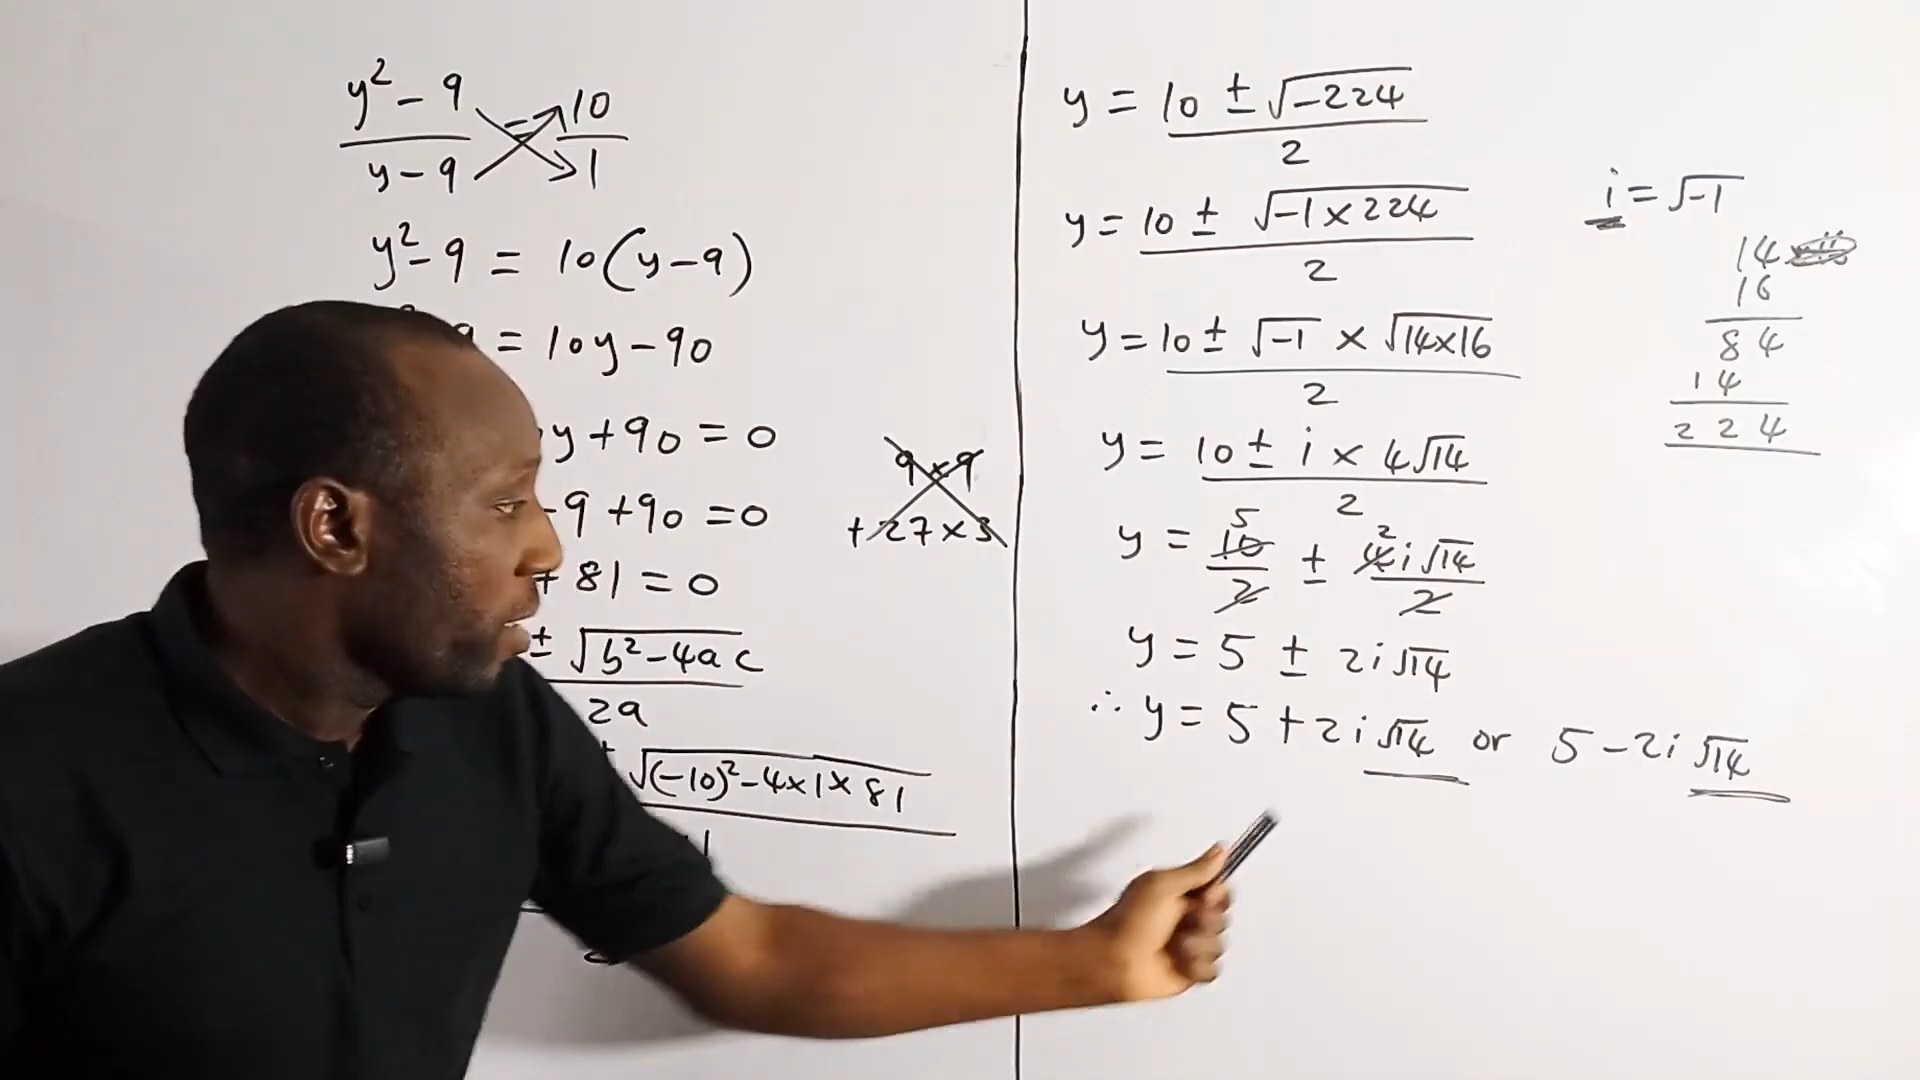 y² - 9 = 10
y - 9 1
y² - 9 = 10(y - 9)
= 10y - 90
y + 90 = 0
- 9 + 90 = 0
+ 81 = 0
± √b² - 4ac
2a
√(-10)² - 4 × 1 × 81
9 × 9
+ 27 × 3
y = 10 ± √-224
2
y = 10 ± √-1 × 224
2
y = 10 ± √-1 × √14×16
2
y = 10 ± i × 4√14
2
5 2
y = 10 ± 4i√14
2 2
y = 5 ± 2i√14
∴ y = 5 + 2i√14 or 5 - 2i√14
i = √-1
14
16
84
14
224